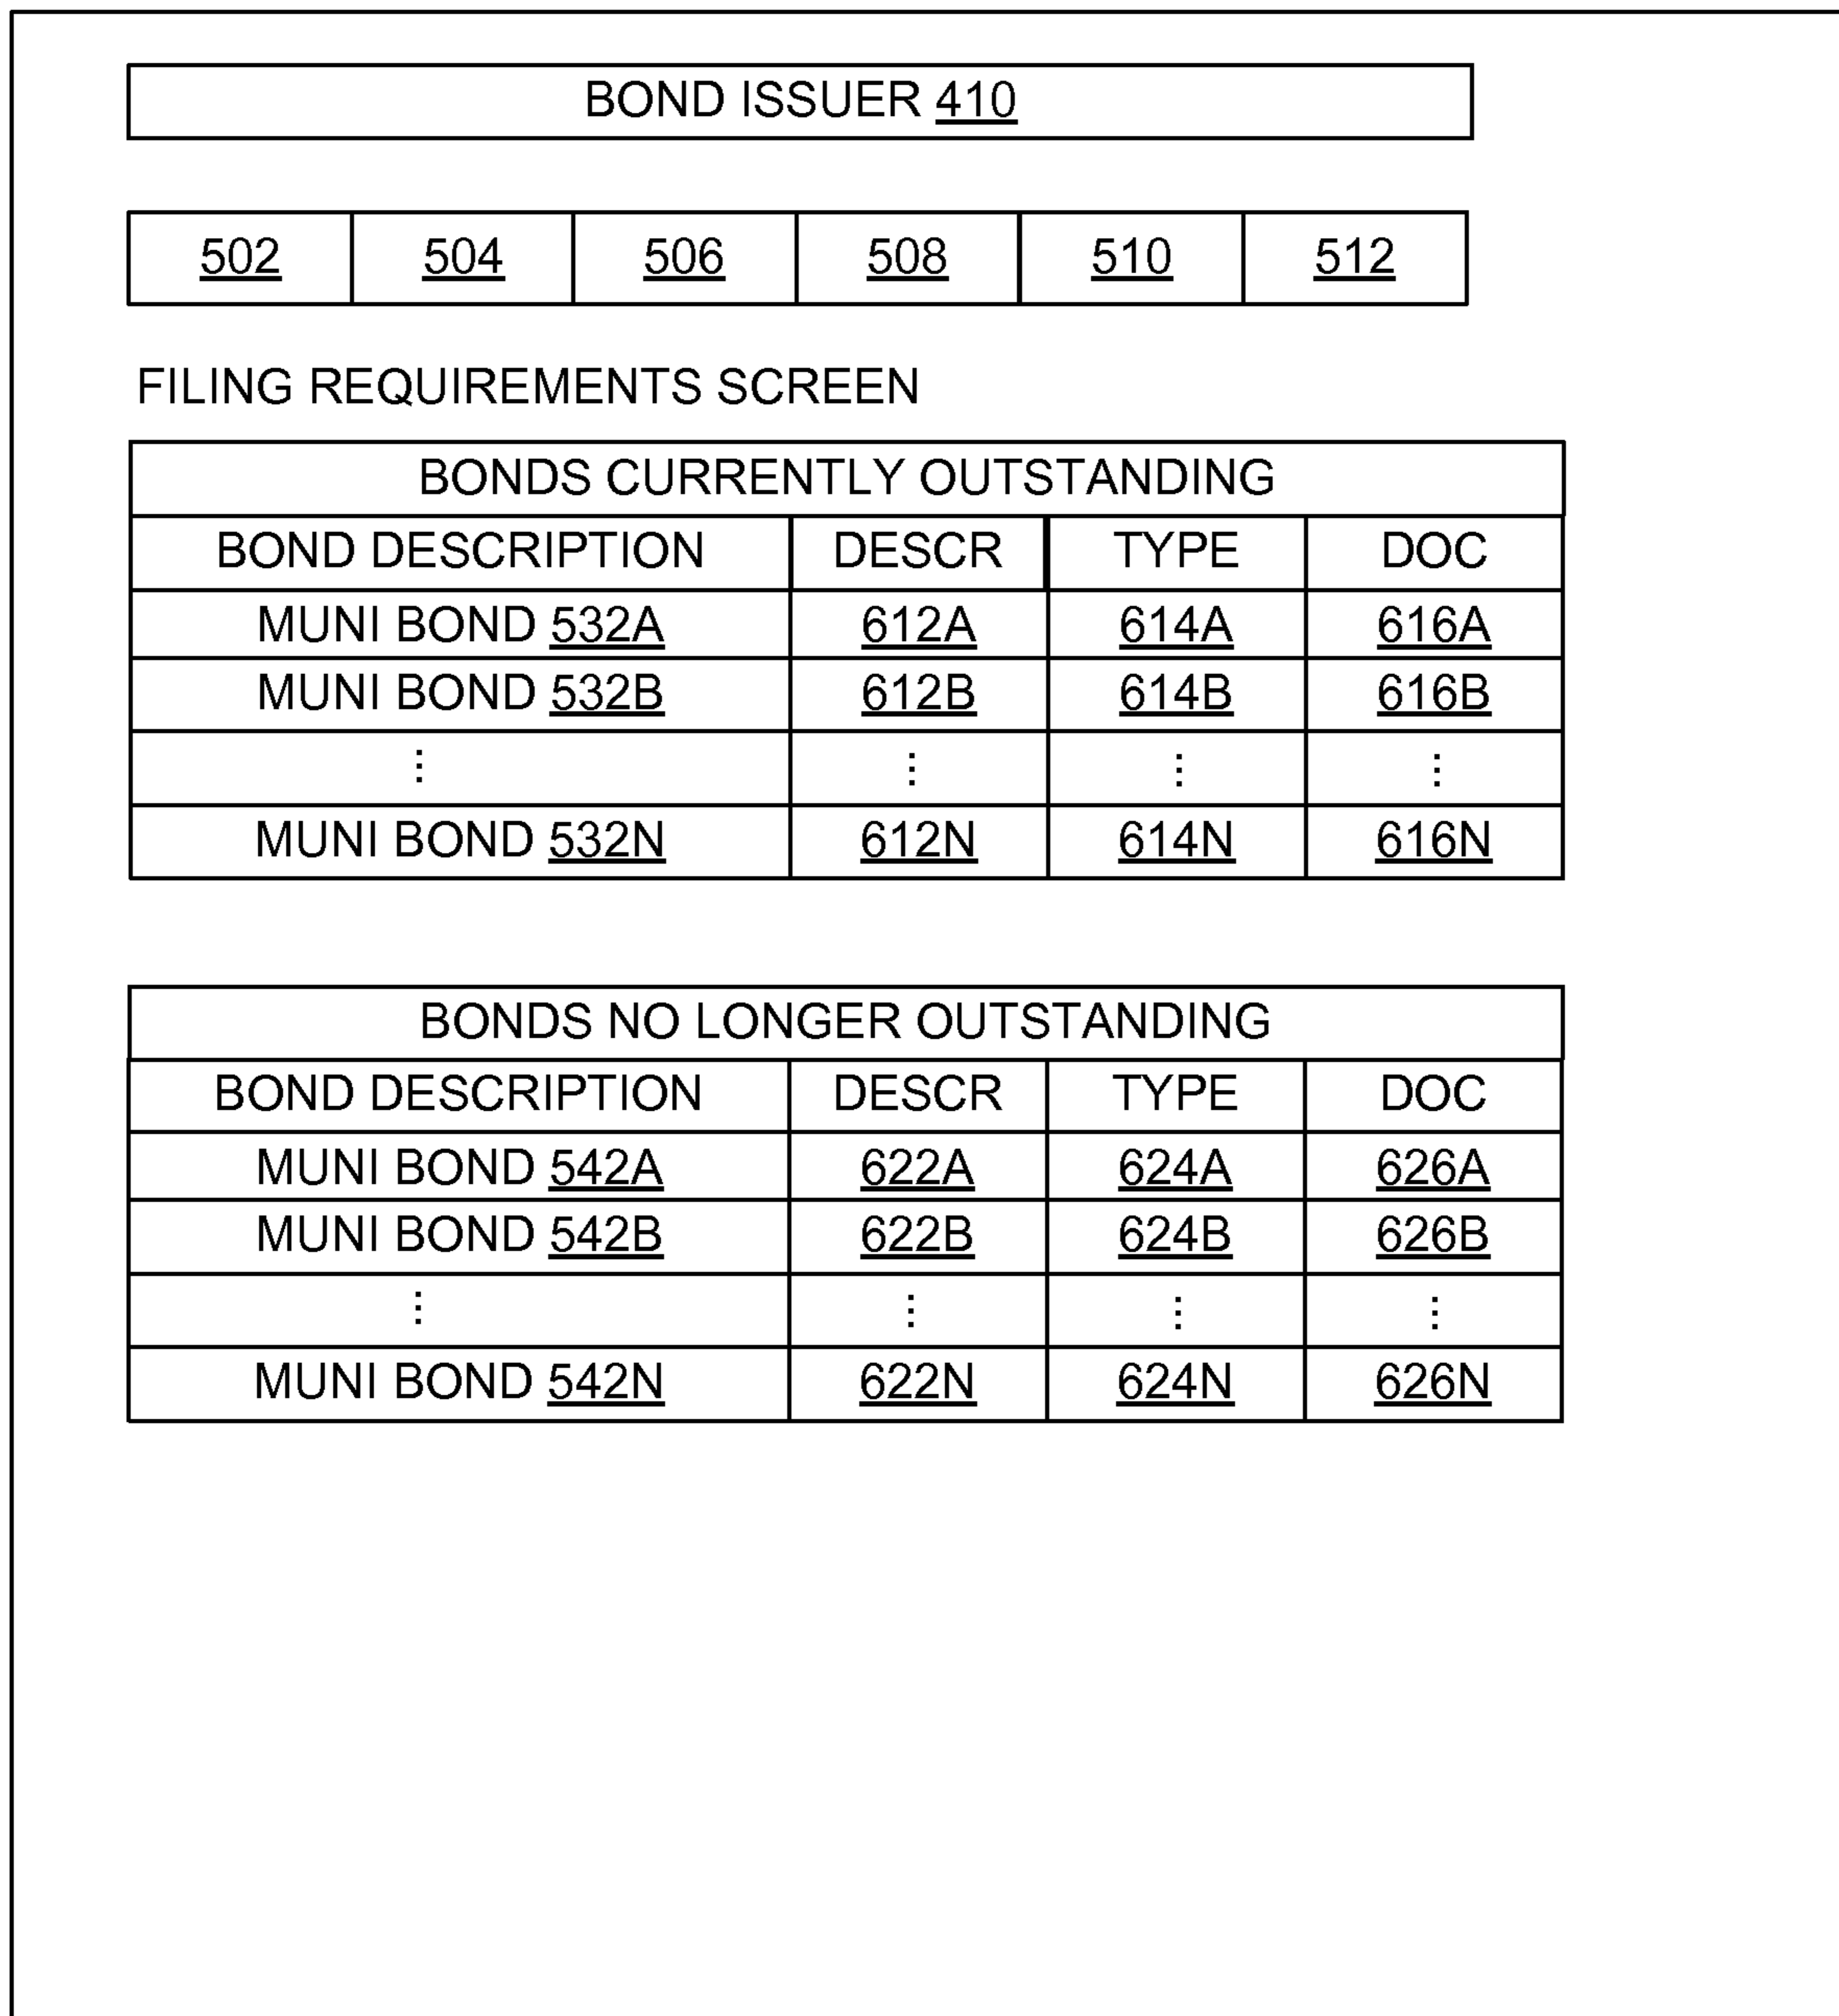 BOND ISSUER 410
502 504 506 508 510 512
FILING REQUIREMENTS SCREEN
BONDS CURRENTLY OUTSTANDING
BOND DESCRIPTION DESCR TYPE DOC
MUNI BOND 532A 612A 614A 616A
MUNI BOND 532B 612B 614B 616B
⋮ ⋮ ⋮ ⋮
MUNI BOND 532N 612N 614N 616N
BONDS NO LONGER OUTSTANDING
BOND DESCRIPTION DESCR TYPE DOC
MUNI BOND 542A 622A 624A 626A
MUNI BOND 542B 622B 624B 626B
⋮ ⋮ ⋮ ⋮
MUNI BOND 542N 622N 624N 626N